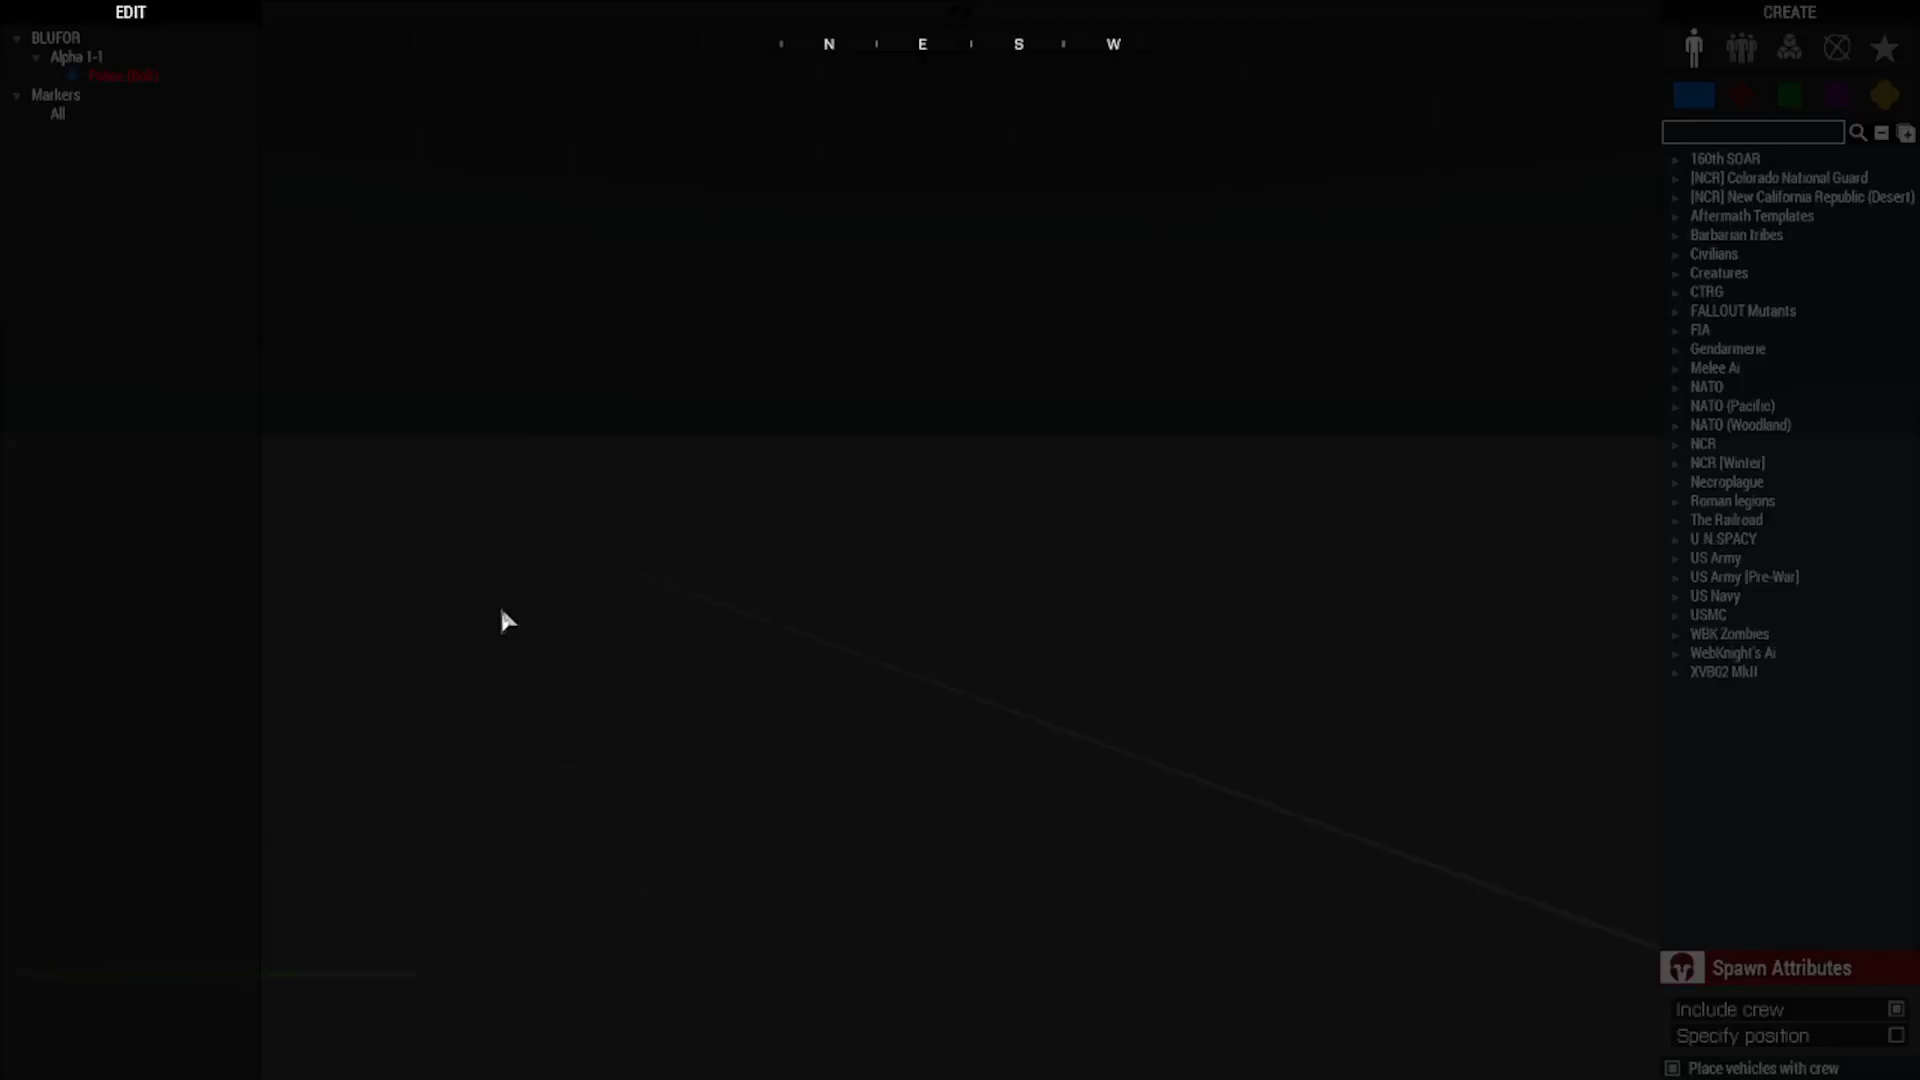 EDIT
BLUFOR
Alpha 1-1
Markers
All
N E S W
CREATE
160th SOAR
[NCR] Colorado National Guard
[NCR] New California Republic (Desert)
Aftermath Templates
Barbarian tribes
Civilians
Creatures
CTRG
FALLOUT Mutants
FIA
Gendarmerie
Melee Ai
NATO
NATO (Pacific)
NATO (Woodland)
NCR
NCR [Winter]
Necroplague
Roman legions
The Railroad
U.N.SPACY
US Army
US Army [Pre-War]
US Navy
USMC
WBK Zombies
WebKnight's Ai
XVB02 MkII
Spawn Attributes
Include crew
Specify position
Place vehicles with crew